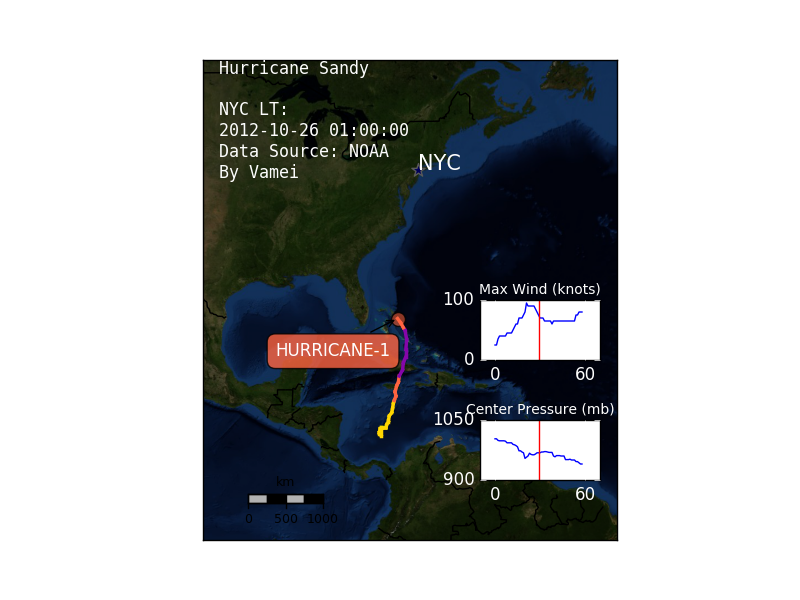 Hurricane Sandy
NYC LT:
2012-10-26 01:00:00
Data Source: NOAA
By Vamei
NYC
Max Wind (knots)
100
0
0 60
HURRICANE-1
Center Pressure (mb)
1050
900
0 60
km
0 500 1000